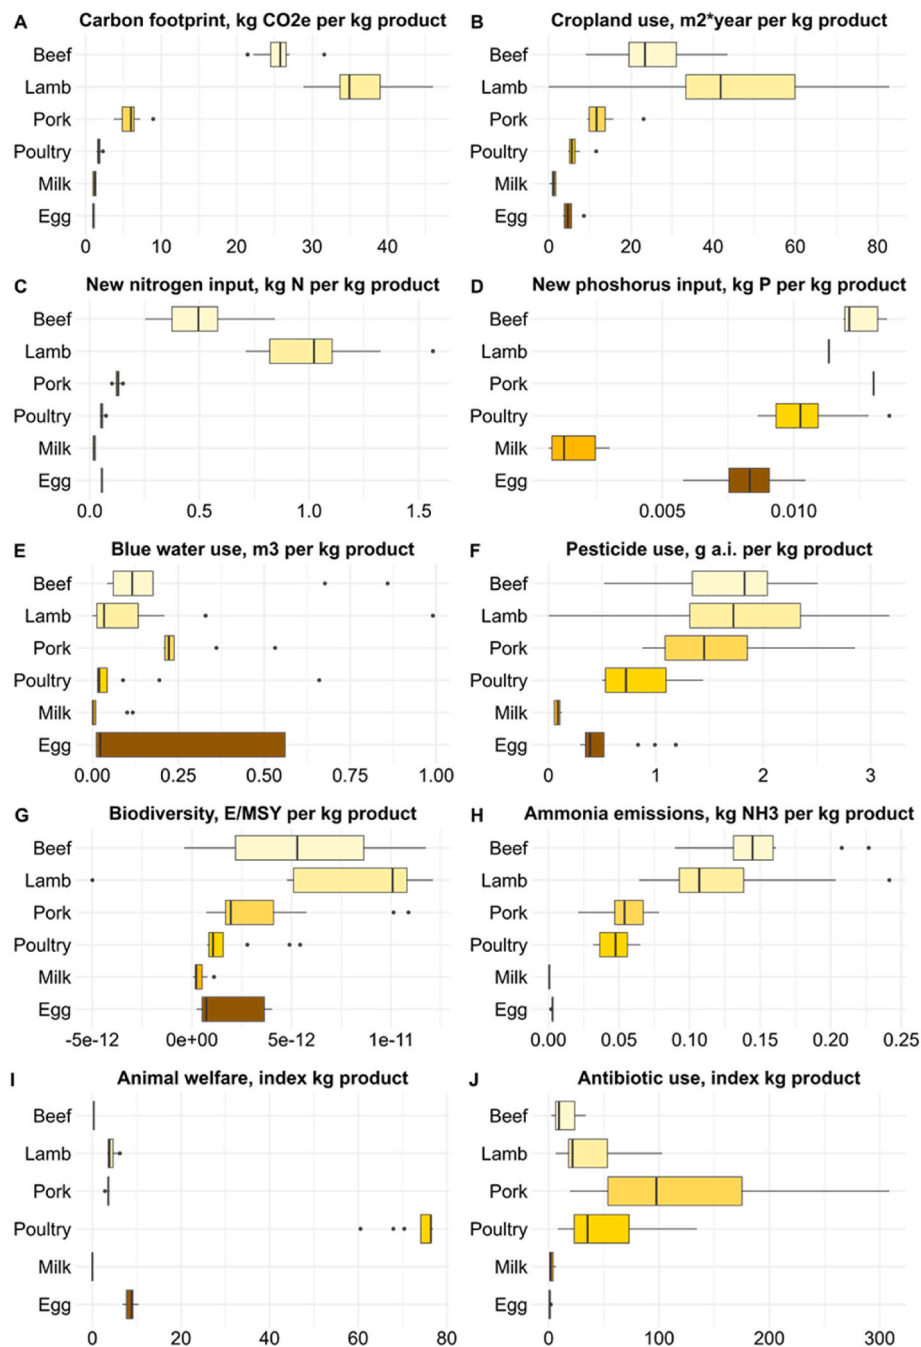 A Carbon footprint, kg CO2e per kg product
Beef
Lamb
Pork
Poultry
Milk
Egg
0 10 20 30 40
B Cropland use, m2*year per kg product
Beef
Lamb
Pork
Poultry
Milk
Egg
0 20 40 60 80
C New nitrogen input, kg N per kg product
Beef
Lamb
Pork
Poultry
Milk
Egg
0.0 0.5 1.0 1.5
D New phoshorus input, kg P per kg product
Beef
Lamb
Pork
Poultry
Milk
Egg
0.005 0.010
E Blue water use, m3 per kg product
Beef
Lamb
Pork
Poultry
Milk
Egg
0.00 0.25 0.50 0.75 1.00
F Pesticide use, g a.i. per kg product
Beef
Lamb
Pork
Poultry
Milk
Egg
0 1 2 3
G Biodiversity, E/MSY per kg product
Beef
Lamb
Pork
Poultry
Milk
Egg
-5e-12 0e+00 5e-12 1e-11
H Ammonia emissions, kg NH3 per kg product
Beef
Lamb
Pork
Poultry
Milk
Egg
0.00 0.05 0.10 0.15 0.20 0.25
I Animal welfare, index kg product
Beef
Lamb
Pork
Poultry
Milk
Egg
0 20 40 60 80
J Antibiotic use, index kg product
Beef
Lamb
Pork
Poultry
Milk
Egg
0 100 200 300